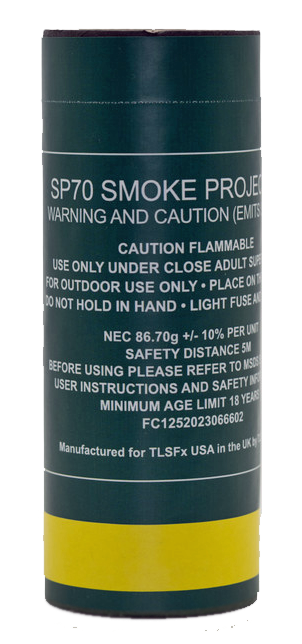 SP70 SMOKE PROJEC
WARNING AND CAUTION (EMITS
CAUTION FLAMMABLE
USE ONLY UNDER CLOSE ADULT SUPE
FOR OUTDOOR USE ONLY • PLACE ON TH
DO NOT HOLD IN HAND • LIGHT FUSE AN
NEC 86.70g +/- 10% PER UNIT
SAFETY DISTANCE 5M
BEFORE USING PLEASE REFER TO MSDS
USER INSTRUCTIONS AND SAFETY INF
MINIMUM AGE LIMIT 18 YEARS
FC1252023066602
Manufactured for TLSFx USA in the UK by